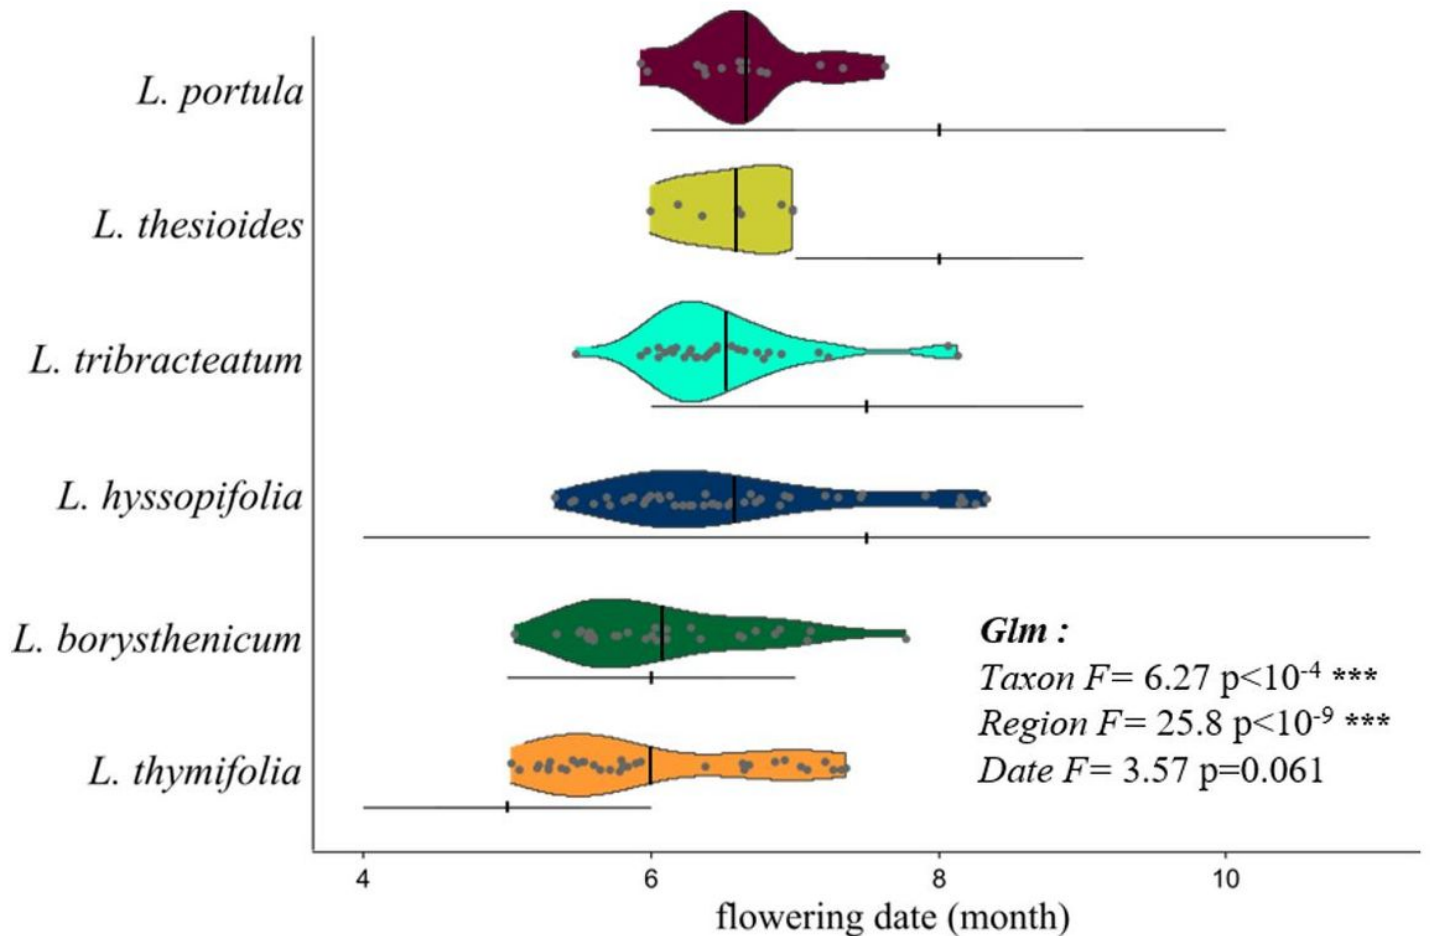 L. portula
L. thesioides
L. tribracteatum
L. hyssopifolia
L. borysthenicum
L. thymifolia
Glm :
Taxon F= 6.27 p<10⁻⁴ ***
Region F= 25.8 p<10⁻⁹ ***
Date F= 3.57 p=0.061
4 6 8 10
flowering date (month)